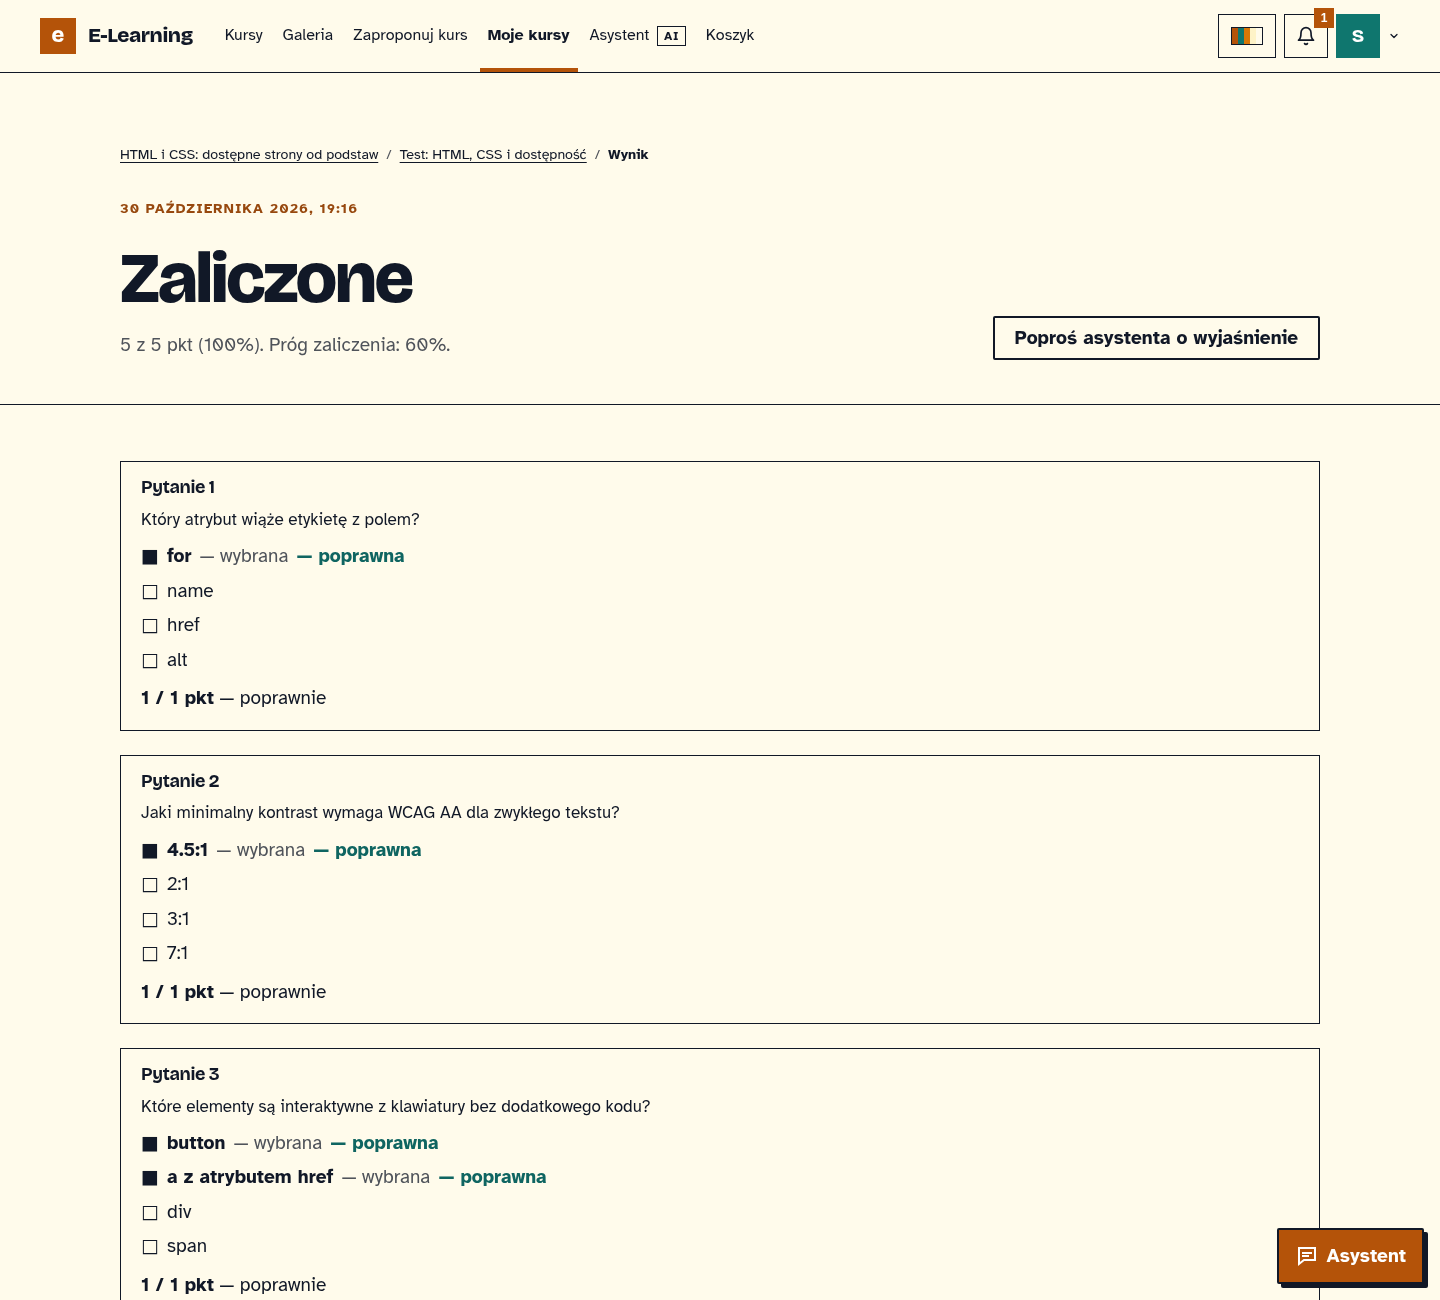 e E-Learning Kursy Galeria Zaproponuj kurs Moje kursy Asystent AI Koszyk 1 S
HTML i CSS: dostępne strony od podstaw / Test: HTML, CSS i dostępność / Wynik
30 PAŹDZIERNIKA 2026, 19:16
Zaliczone
5 z 5 pkt (100%). Próg zaliczenia: 60%.
Poproś asystenta o wyjaśnienie
Pytanie 1
Który atrybut wiąże etykietę z polem?
for — wybrana — poprawna
name
href
alt
1 / 1 pkt — poprawnie
Pytanie 2
Jaki minimalny kontrast wymaga WCAG AA dla zwykłego tekstu?
4.5:1 — wybrana — poprawna
2:1
3:1
7:1
1 / 1 pkt — poprawnie
Pytanie 3
Które elementy są interaktywne z klawiatury bez dodatkowego kodu?
button — wybrana — poprawna
a z atrybutem href — wybrana — poprawna
div
span
1 / 1 pkt — poprawnie
Asystent